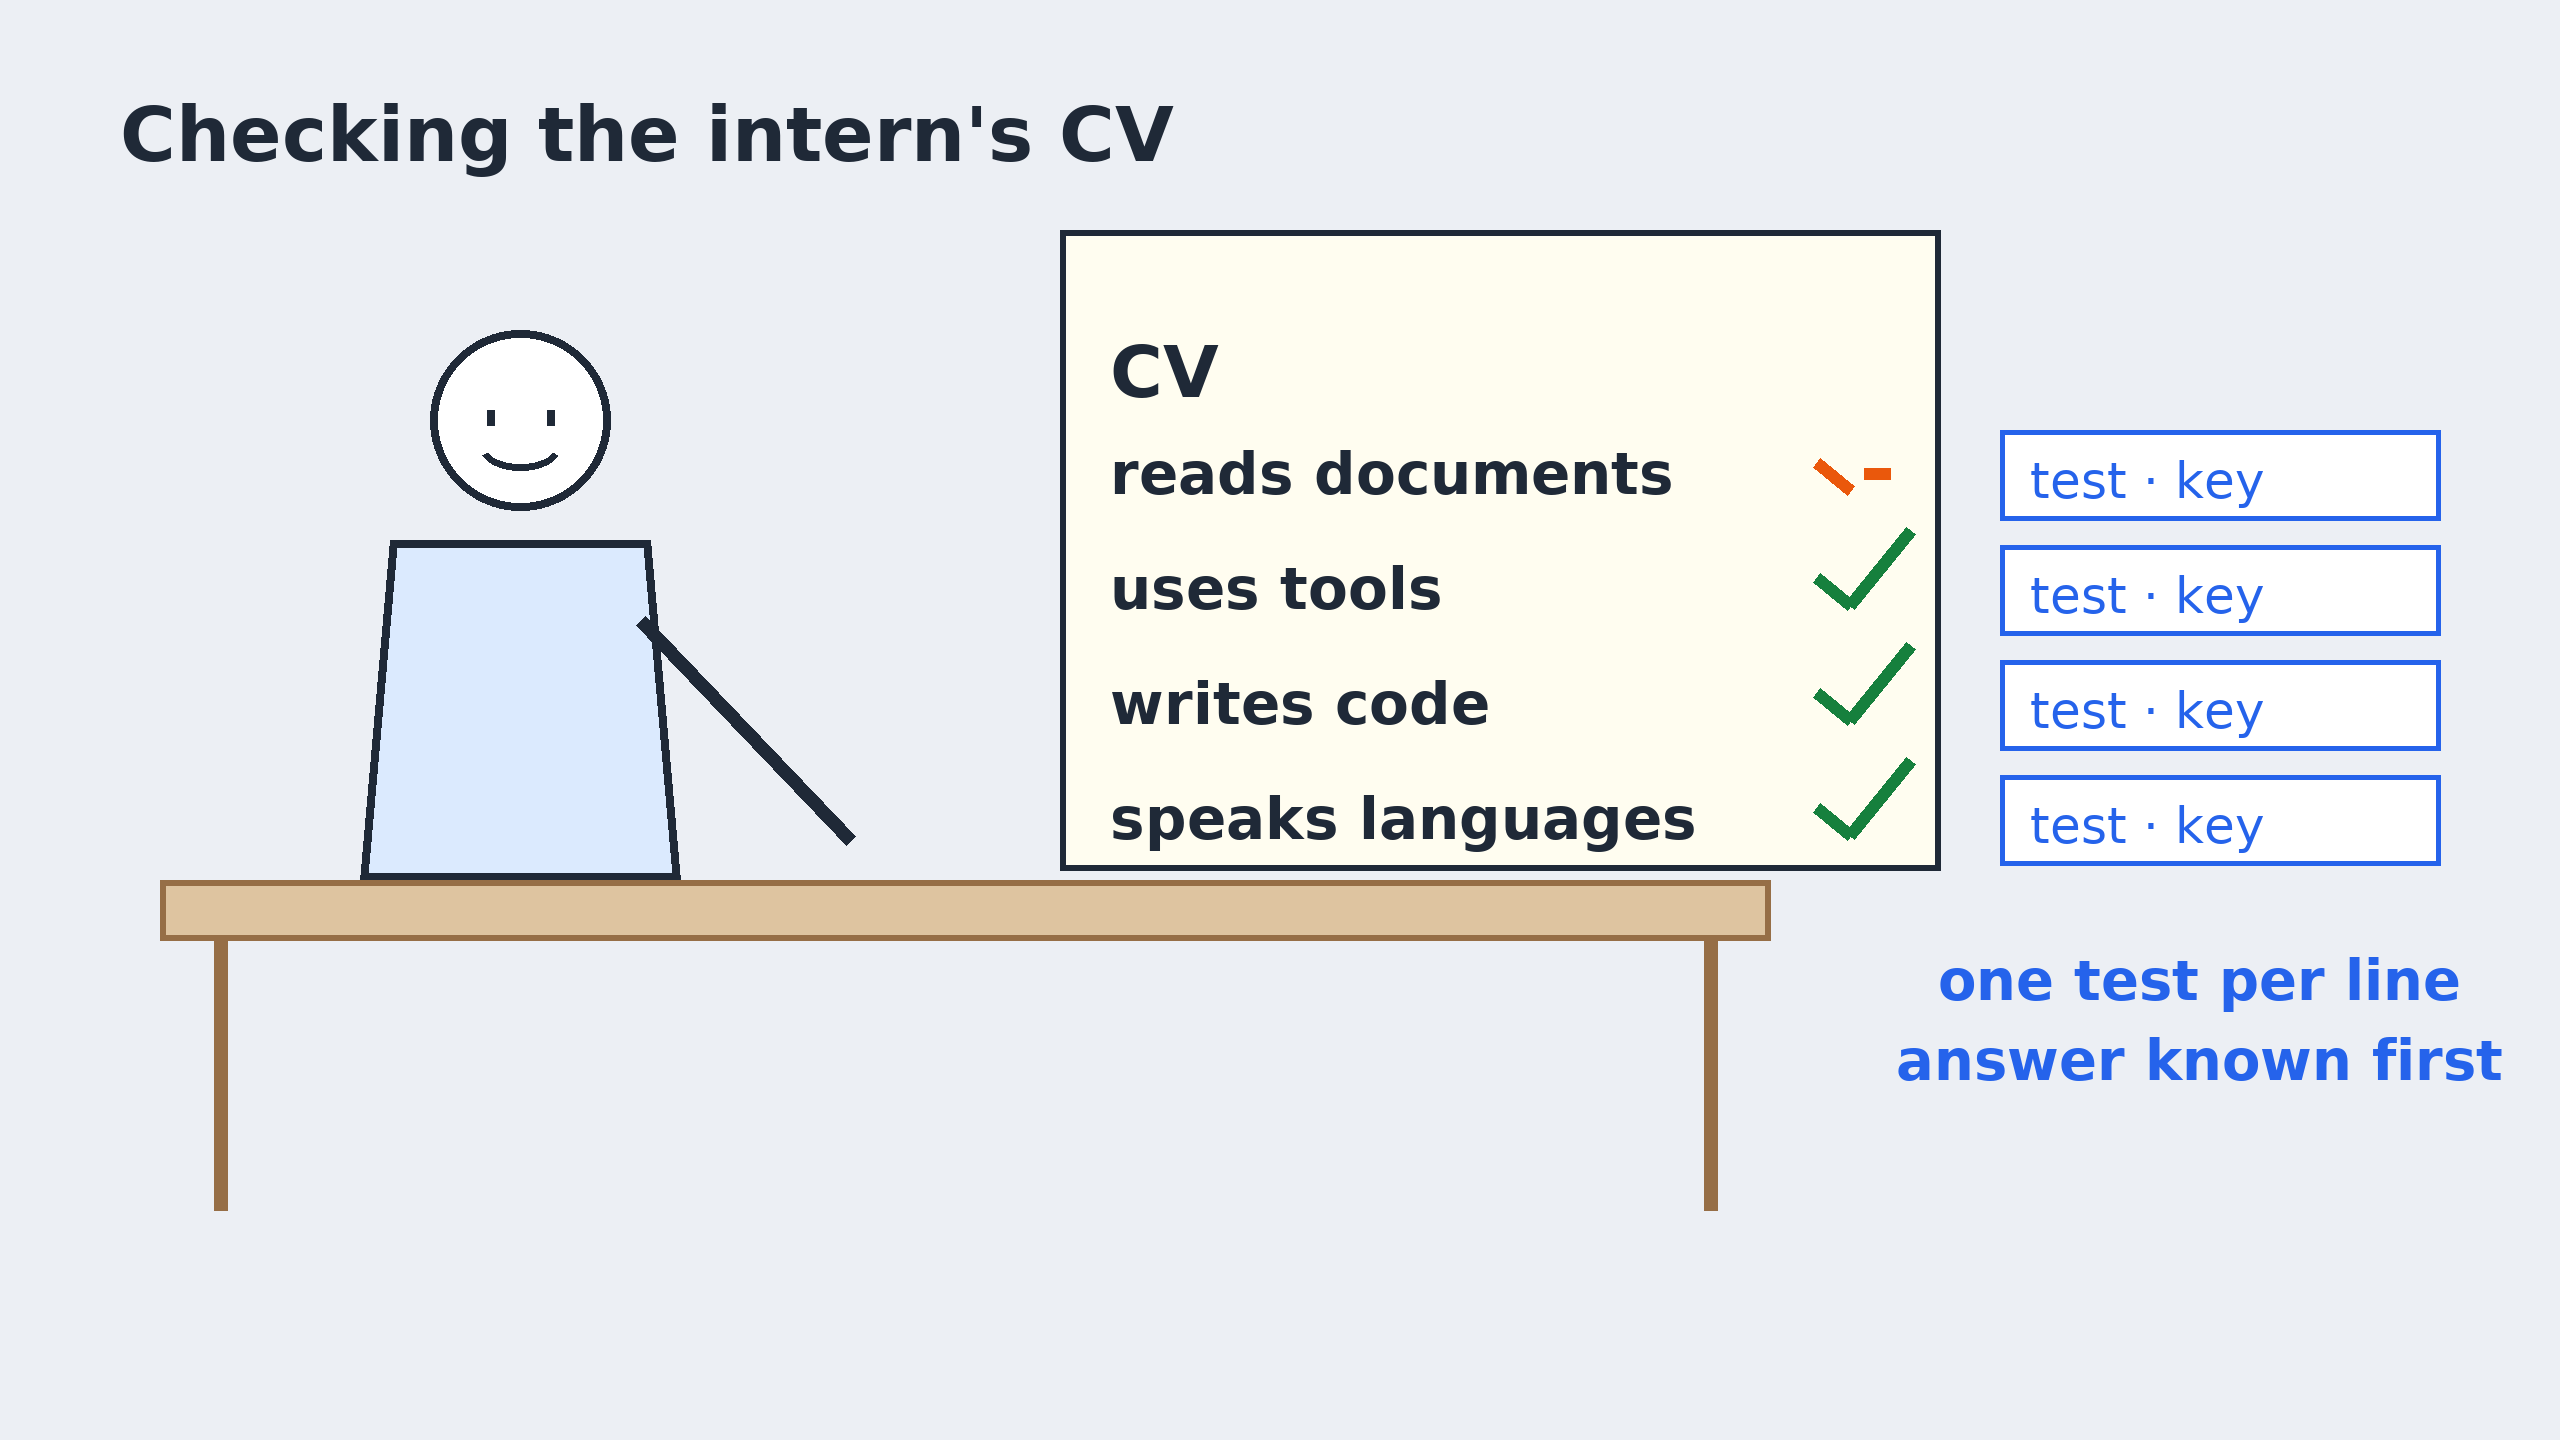 Checking the intern's CV
CV
reads documents
test · key
uses tools
test · key
writes code
test · key
speaks languages
test · key
one test per line
answer known first